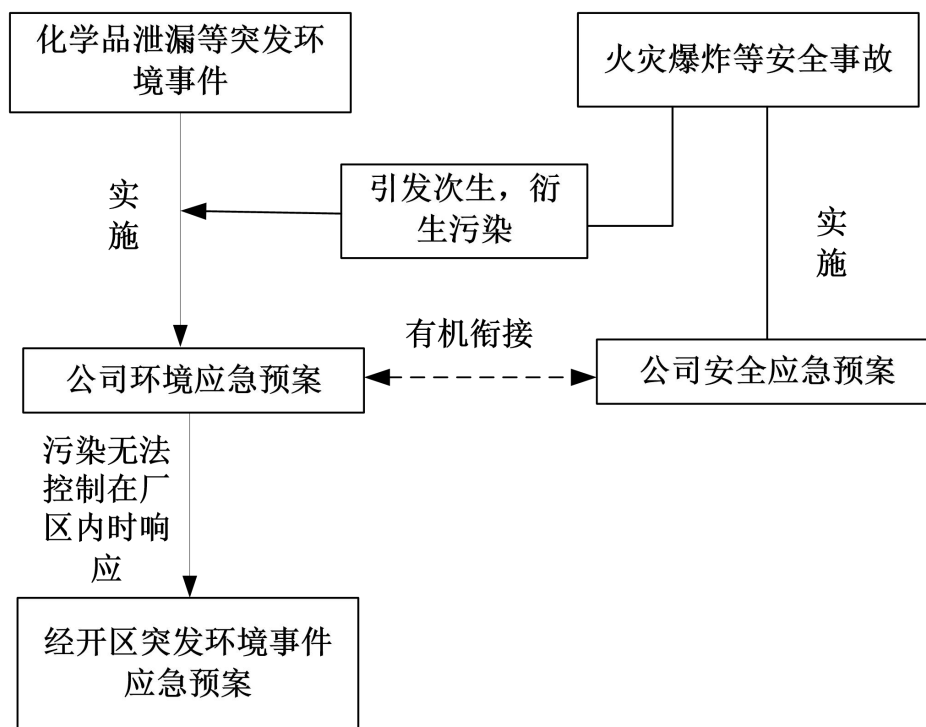 化学品泄漏等突发环
境事件
火灾爆炸等安全事故
引发次生，衍
生污染
实
施
实
施
有机衔接
公司环境应急预案
公司安全应急预案
污染无法
控制在厂
区内时响
应
经开区突发环境事件
应急预案